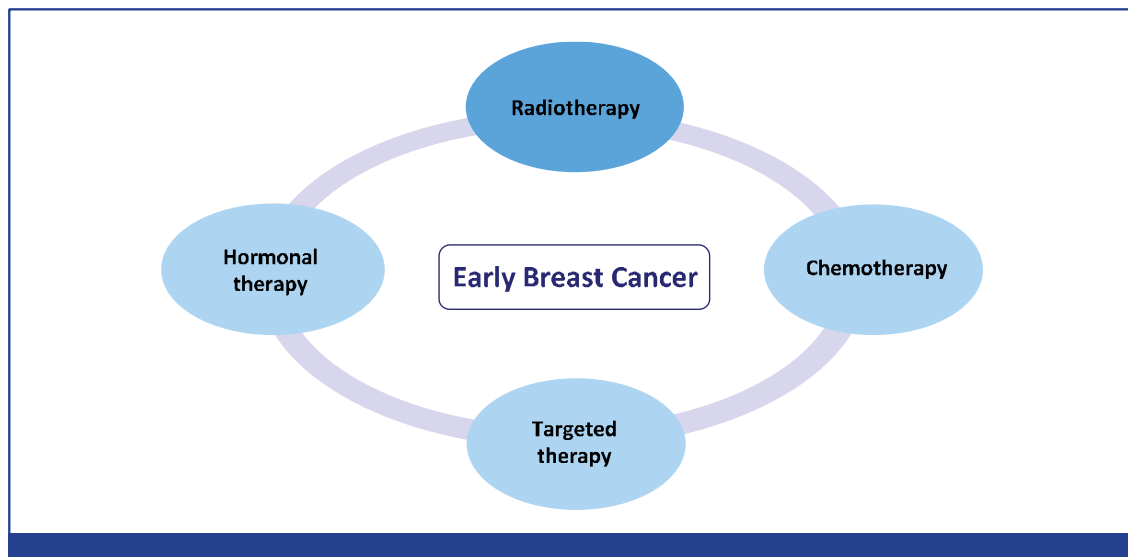 Radiotherapy
Hormonal
therapy
Early Breast Cancer
Chemotherapy
Targeted
therapy